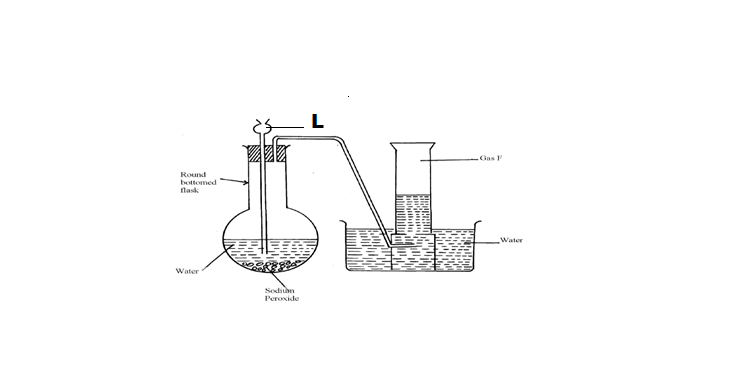 L
Gas F
Round
bottomed
flask
Water
Water
Sodium
Peroxide